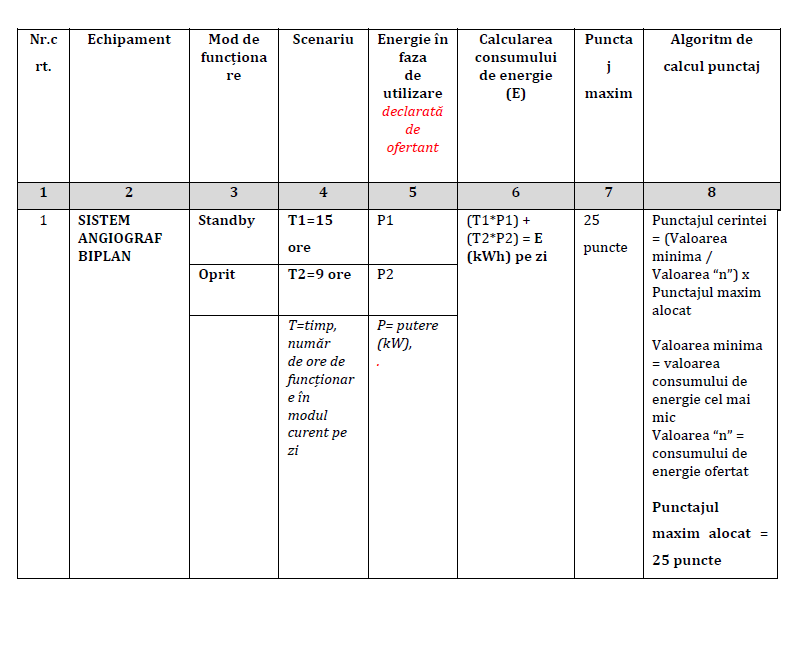 Nr.c
rt.
Echipament
Mod de
funcționa
re
Scenariu
Energie în
faza
de
utilizare
declarată
de
ofertant
Calcularea
consumului
de energie
(E)
Puncta
j
maxim
Algoritm de
calcul punctaj
1
2
3
4
5
6
7
8
1
SISTEM
ANGIOGRAF
BIPLAN
Standby
T1=15
ore
P1
(T1*P1) +
(T2*P2) = E
(kWh) pe zi
25
puncte
Oprit
T2=9 ore
P2
T=timp,
număr
de ore de
funcționar
e în
modul
curent pe
zi
P= putere
(kW),
.
Punctajul cerintei
= (Valoarea
minima /
Valoarea “n”) x
Punctajul maxim
alocat
Valoarea minima
= valoarea
consumului de
energie cel mai
mic
Valoarea “n” =
consumului de
energie ofertat
Punctajul
maxim alocat =
25 puncte